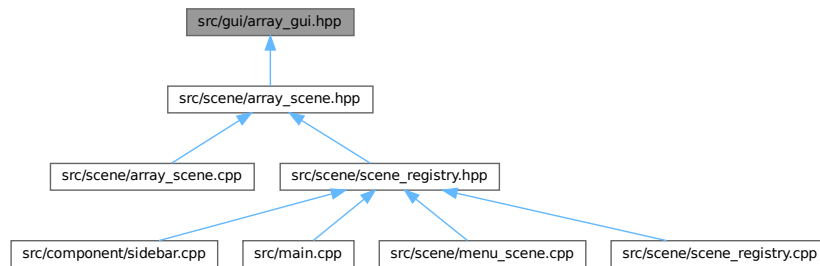 src/gui/array_gui.hpp
src/scene/array_scene.hpp
src/scene/array_scene.cpp
src/scene/scene_registry.hpp
src/component/sidebar.cpp
src/main.cpp
src/scene/menu_scene.cpp
src/scene/scene_registry.cpp